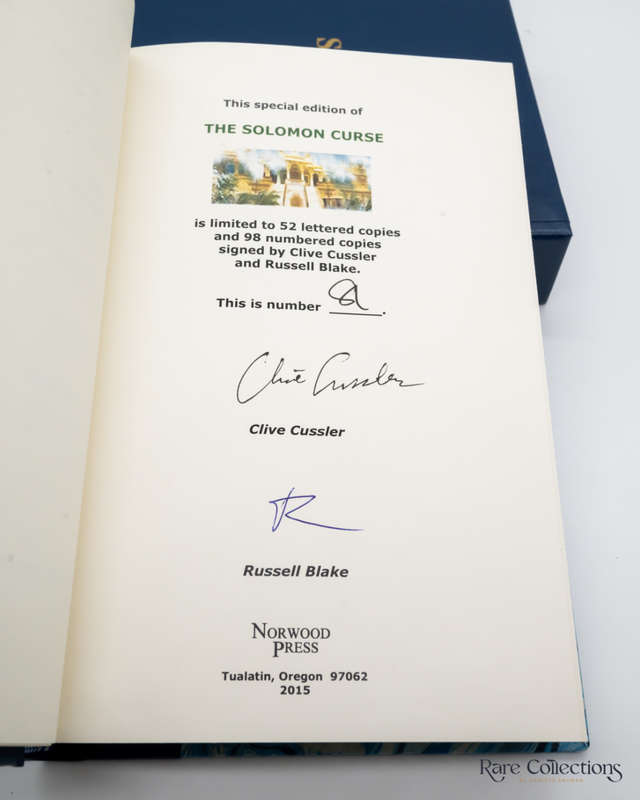 This special edition of
THE SOLOMON CURSE
is limited to 52 lettered copies
and 98 numbered copies
signed by Clive Cussler
and Russell Blake.
This is number .
Clive Cussler
Clive Cussler
R
Russell Blake
NORWOOD
PRESS
Tualatin, Oregon 97062
2015
Rare Collections